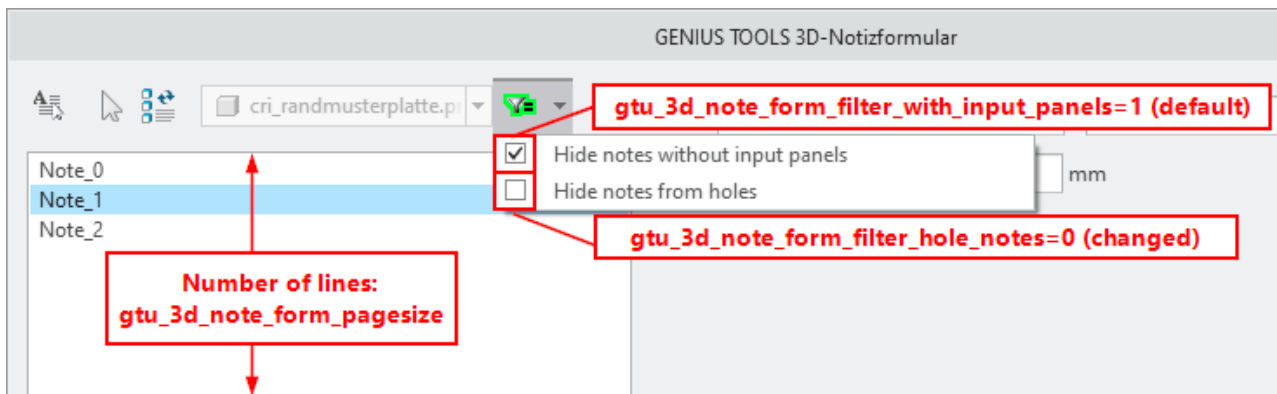 GENIUS TOOLS 3D-Notizformular
cri_randmusterplatte.p
gtu_3d_note_form_filter_with_input_panels=1 (default)
Hide notes without input panels
Hide notes from holes
mm
Note_0
Note_1
Note_2
gtu_3d_note_form_filter_hole_notes=0 (changed)
Number of lines:
gtu_3d_note_form_pagesize